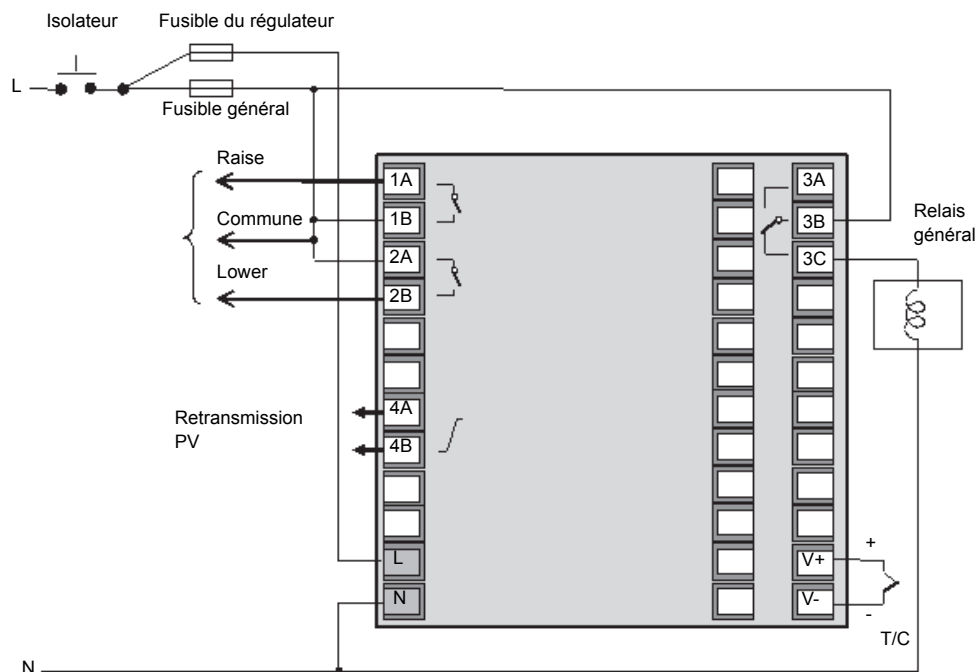 Isolateur
Fusible du régulateur
L
Fusible général
Raise
1A
3A
Commune
1B
3B
Relais
général
2A
3C
Lower
2B
Retransmission
PV
4A
4B
L
V+
+
N
V-
-
T/C
N